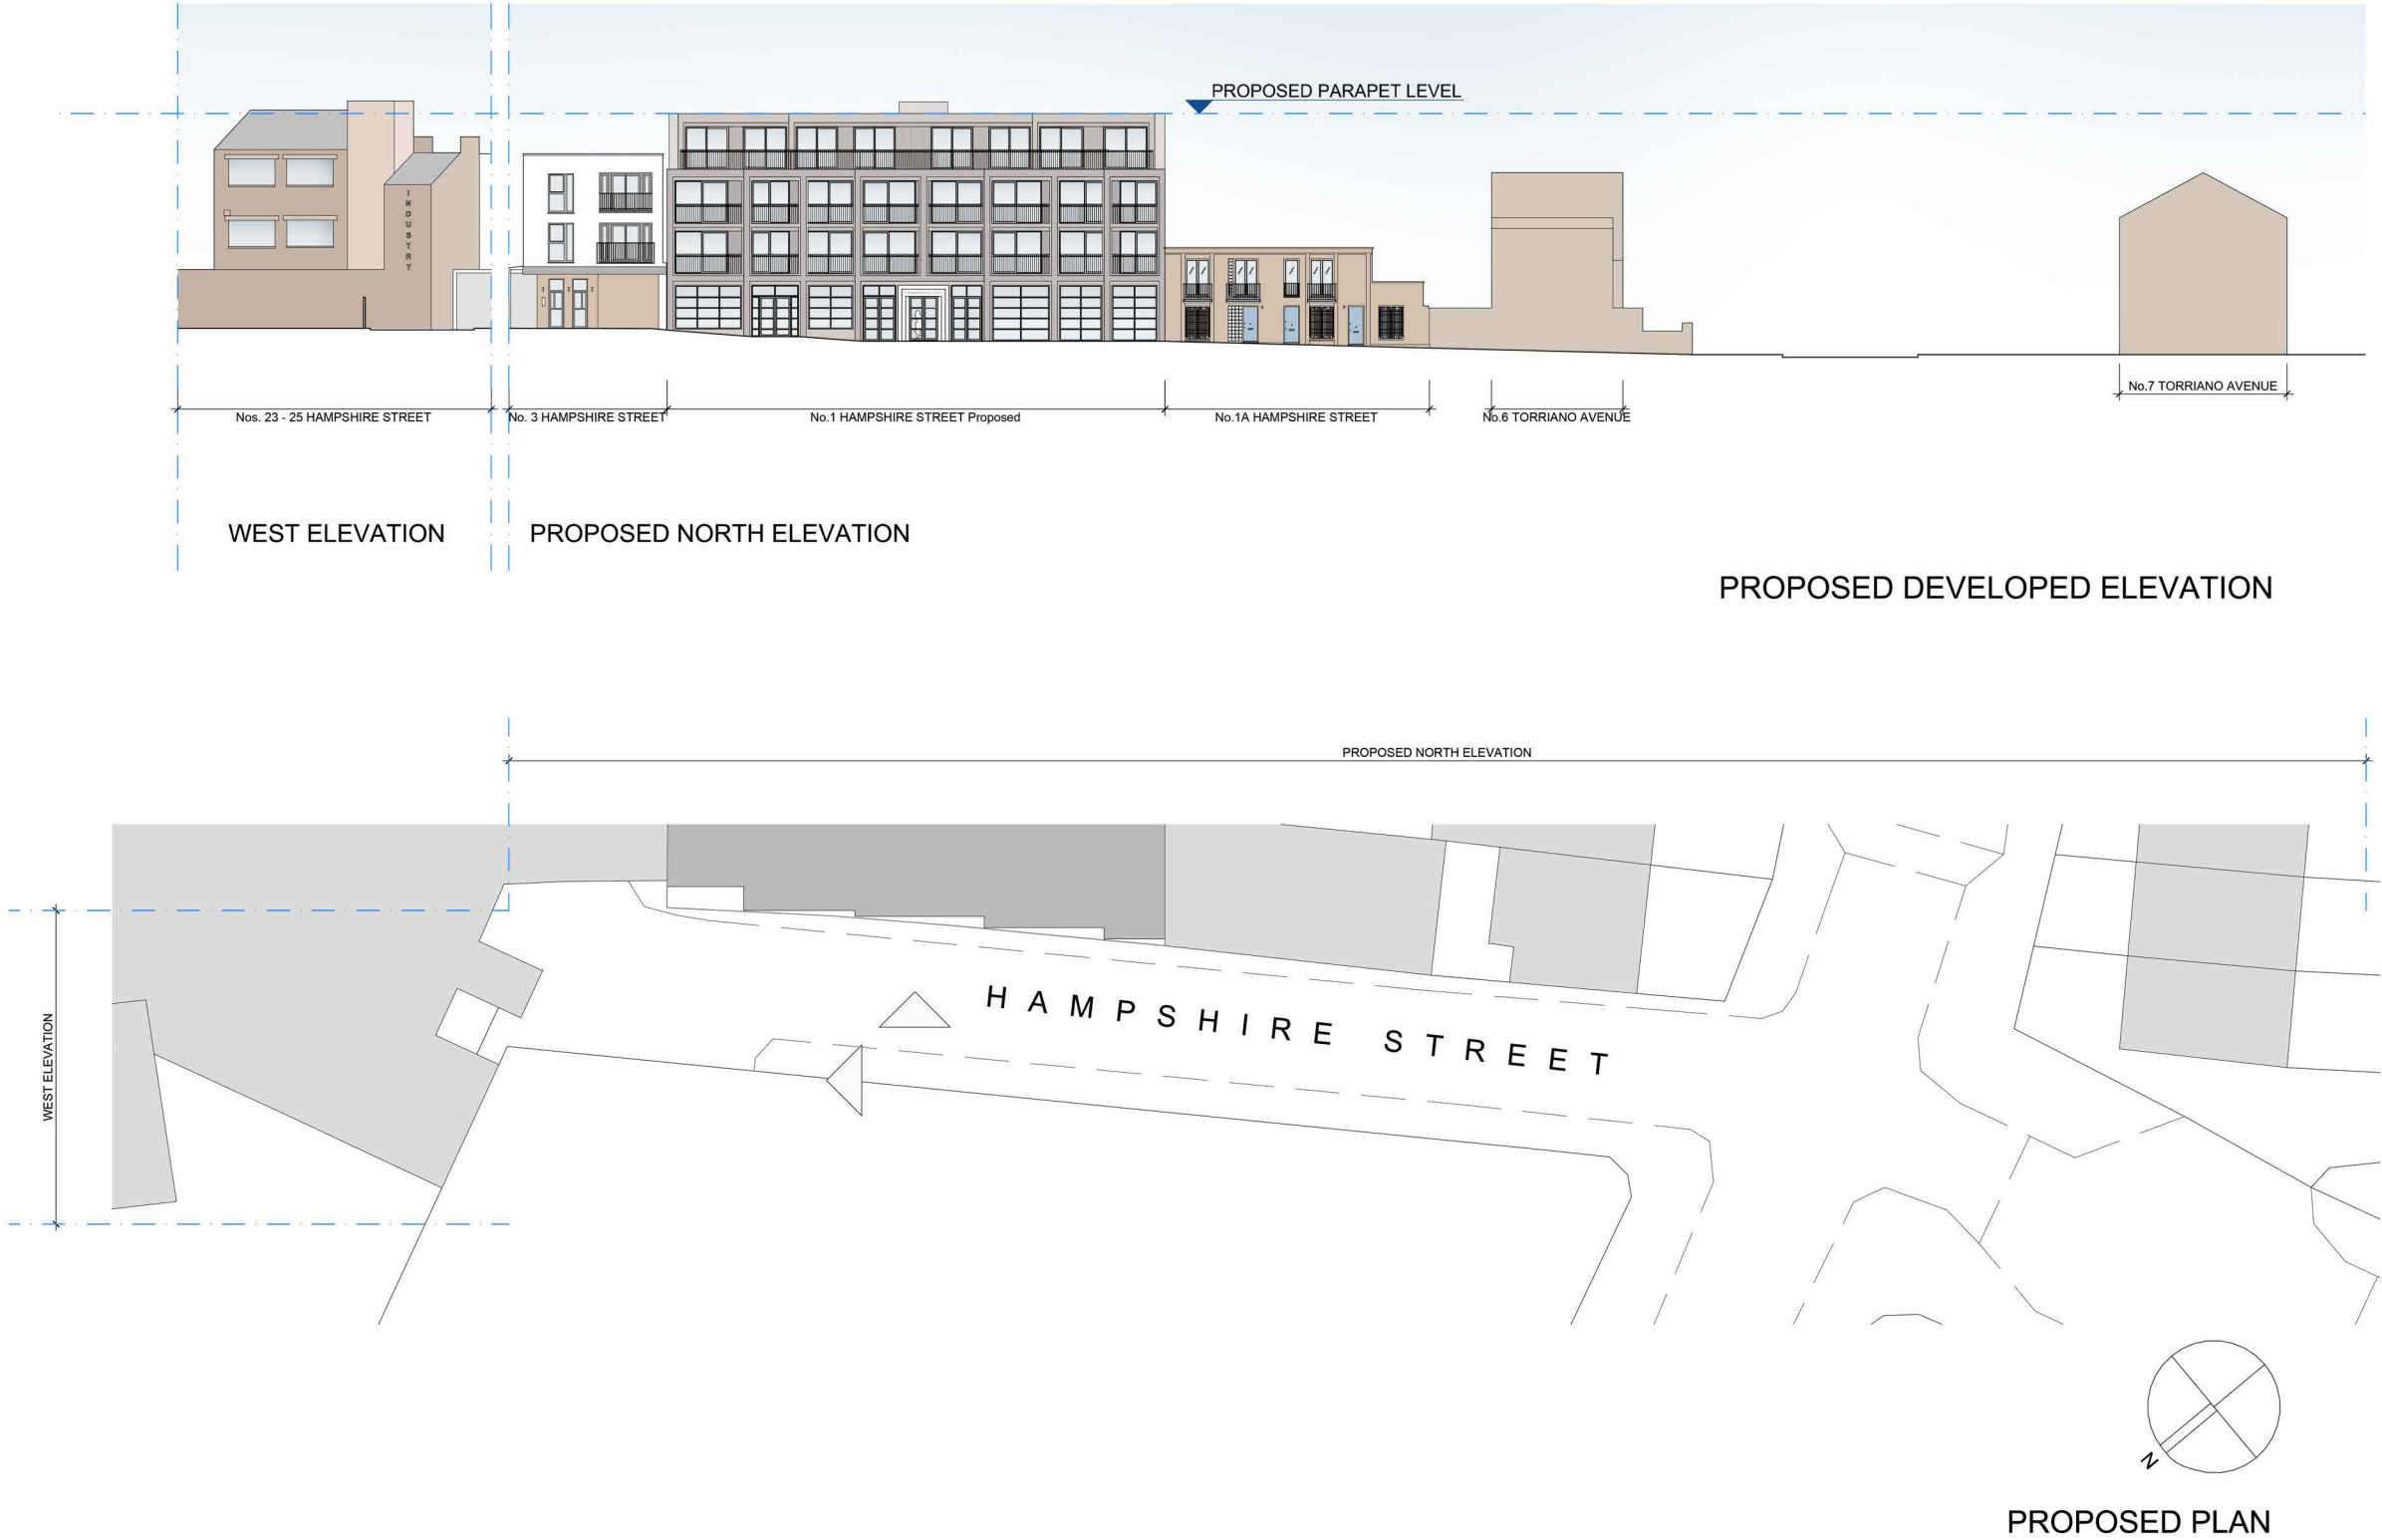 PROPOSED PARAPET LEVEL
INDUSTRY
Nos. 23 - 25 HAMPSHIRE STREET
No. 3 HAMPSHIRE STREET
No.1 HAMPSHIRE STREET Proposed
No.1A HAMPSHIRE STREET
No.6 TORRIANO AVENUE
No.7 TORRIANO AVENUE
WEST ELEVATION
PROPOSED NORTH ELEVATION
PROPOSED DEVELOPED ELEVATION
PROPOSED NORTH ELEVATION
WEST ELEVATION
HAMPSHIRE STREET
N
PROPOSED PLAN